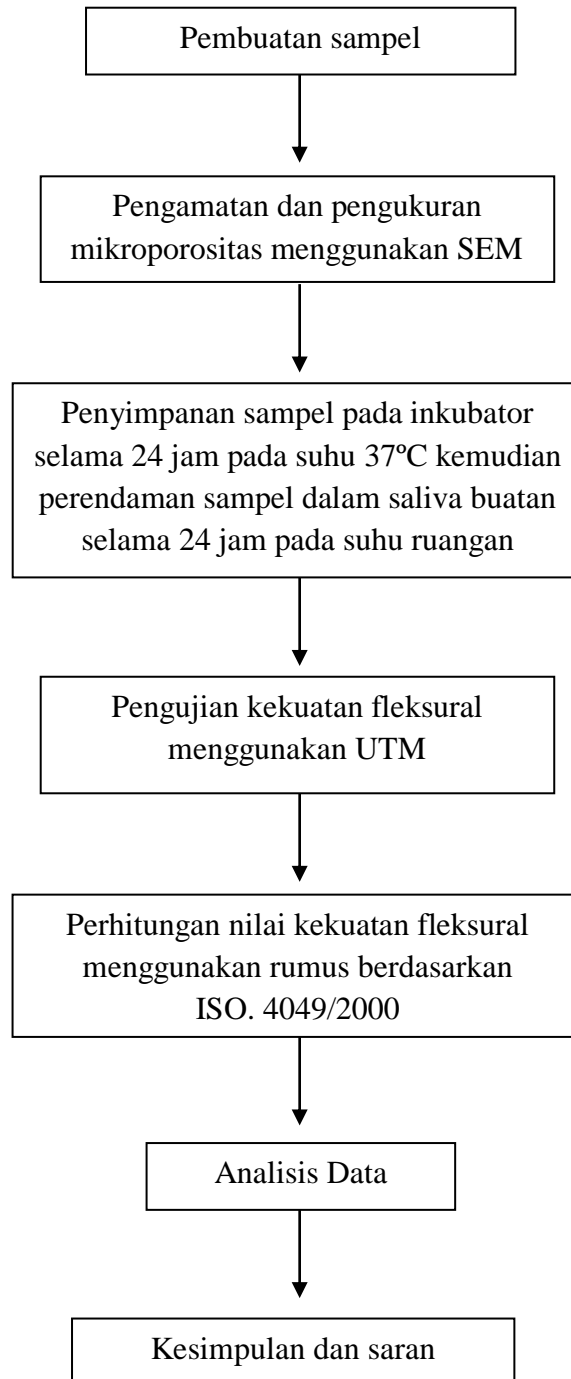 Pembuatan sampel
Pengamatan dan pengukuran
mikroporositas menggunakan SEM
Penyimpanan sampel pada inkubator
selama 24 jam pada suhu 37ºC kemudian
perendaman sampel dalam saliva buatan
selama 24 jam pada suhu ruangan
Pengujian kekuatan fleksural
menggunakan UTM
Perhitungan nilai kekuatan fleksural
menggunakan rumus berdasarkan
ISO. 4049/2000
Analisis Data
Kesimpulan dan saran